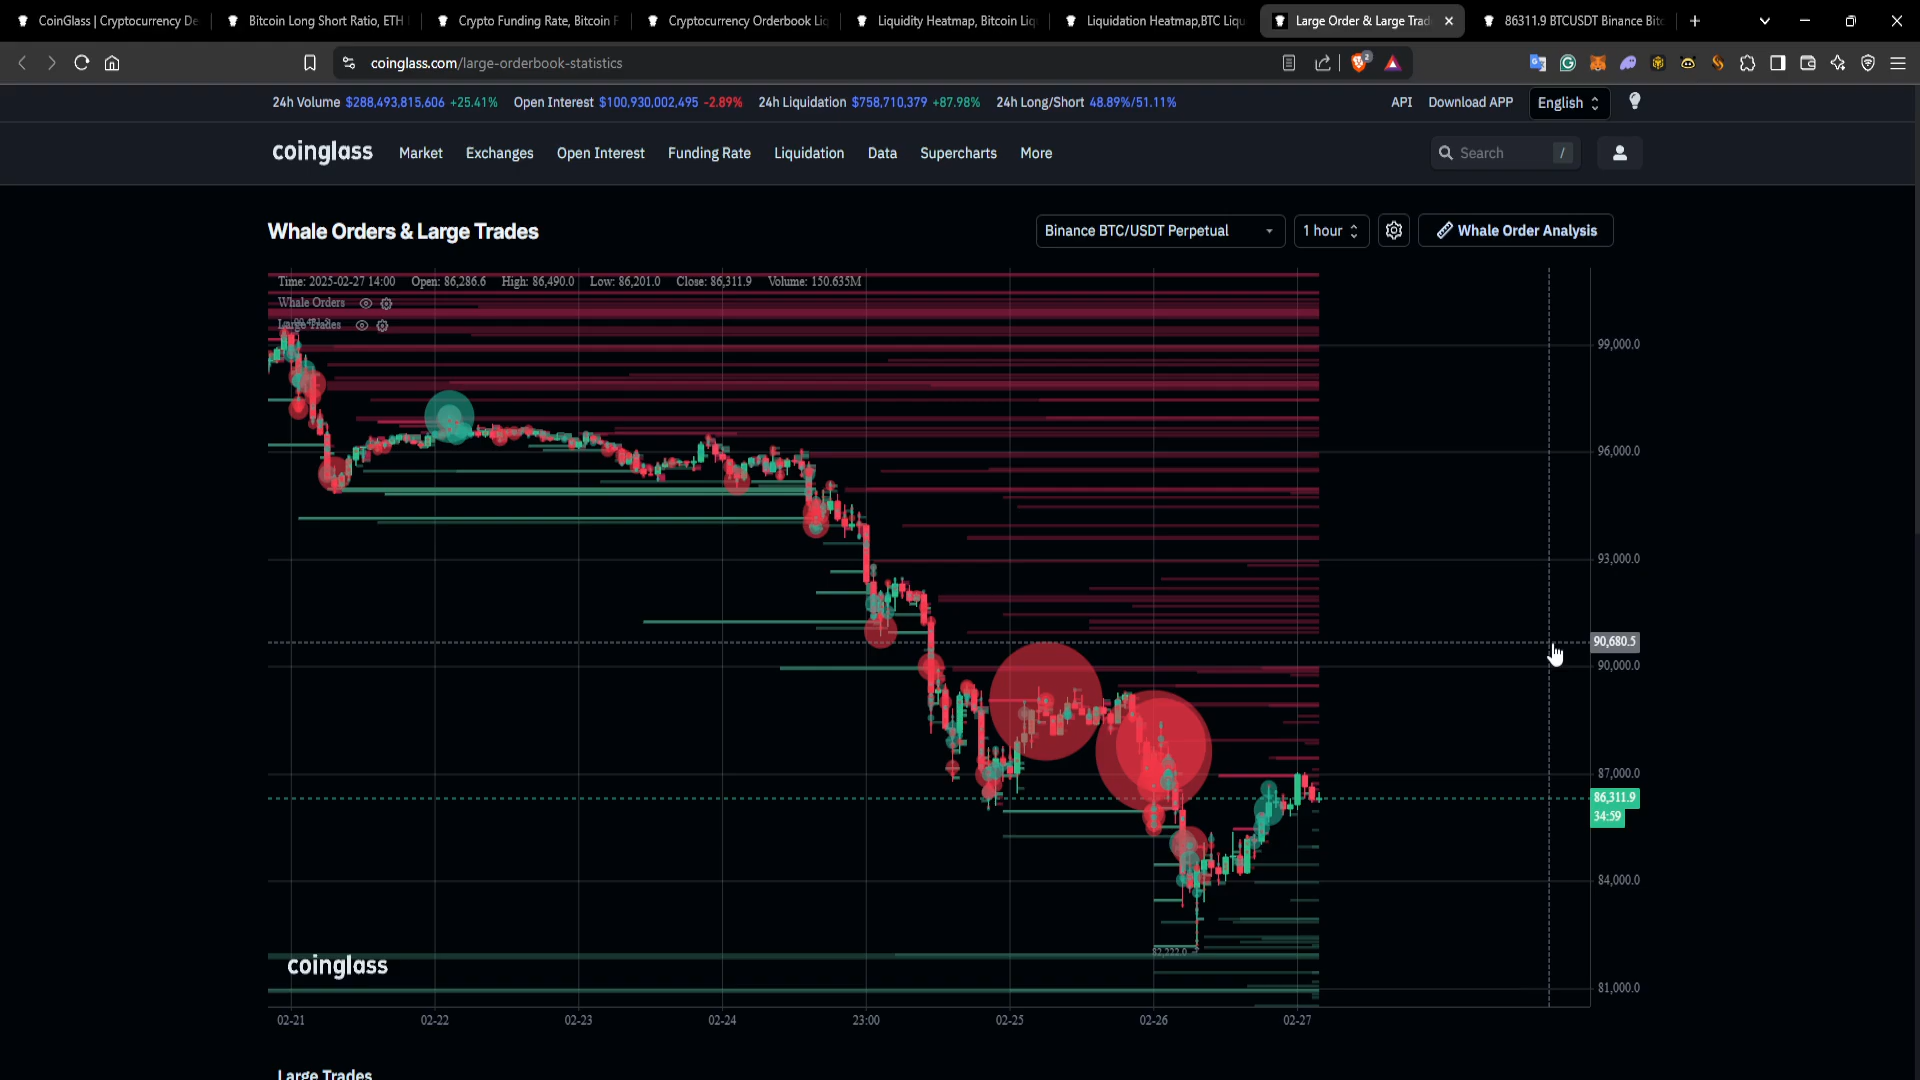 CoinGlass | Cryptocurrency De
Bitcoin Long Short Ratio, ETH
Crypto Funding Rate, Bitcoin F
Cryptocurrency Orderbook Liq
Liquidity Heatmap, Bitcoin Liq
Liquidation Heatmap,BTC Liqu
Large Order & Large Trad
86311.9 BTCUSDT Binance Bitc
coinglass.com/large-orderbook-statistics
2
24h Volume $288,493,815,606 +25.41% Open Interest $100,930,002,495 -2.89% 24h Liquidation $758,710,379 +87.98% 24h Long/Short 48.89%/51.11%
API Download APP English
coinglass Market Exchanges Open Interest Funding Rate Liquidation Data Supercharts More
Search /
Whale Orders & Large Trades
Binance BTC/USDT Perpetual
1 hour
Whale Order Analysis
Time: 2025-02-27 14:00 Open: 86,286.6 High: 86,490.0 Low: 86,201.0 Close: 86,311.9 Volume: 150.635M
Whale Orders
Large Trades
99,000.0
96,000.0
93,000.0
90,680.5
90,000.0
87,000.0
86,311.9
34:59
84,000.0
82,222.0
81,000.0
coinglass
02-21 02-22 02-23 02-24 23:00 02-25 02-26 02-27
Large Trades